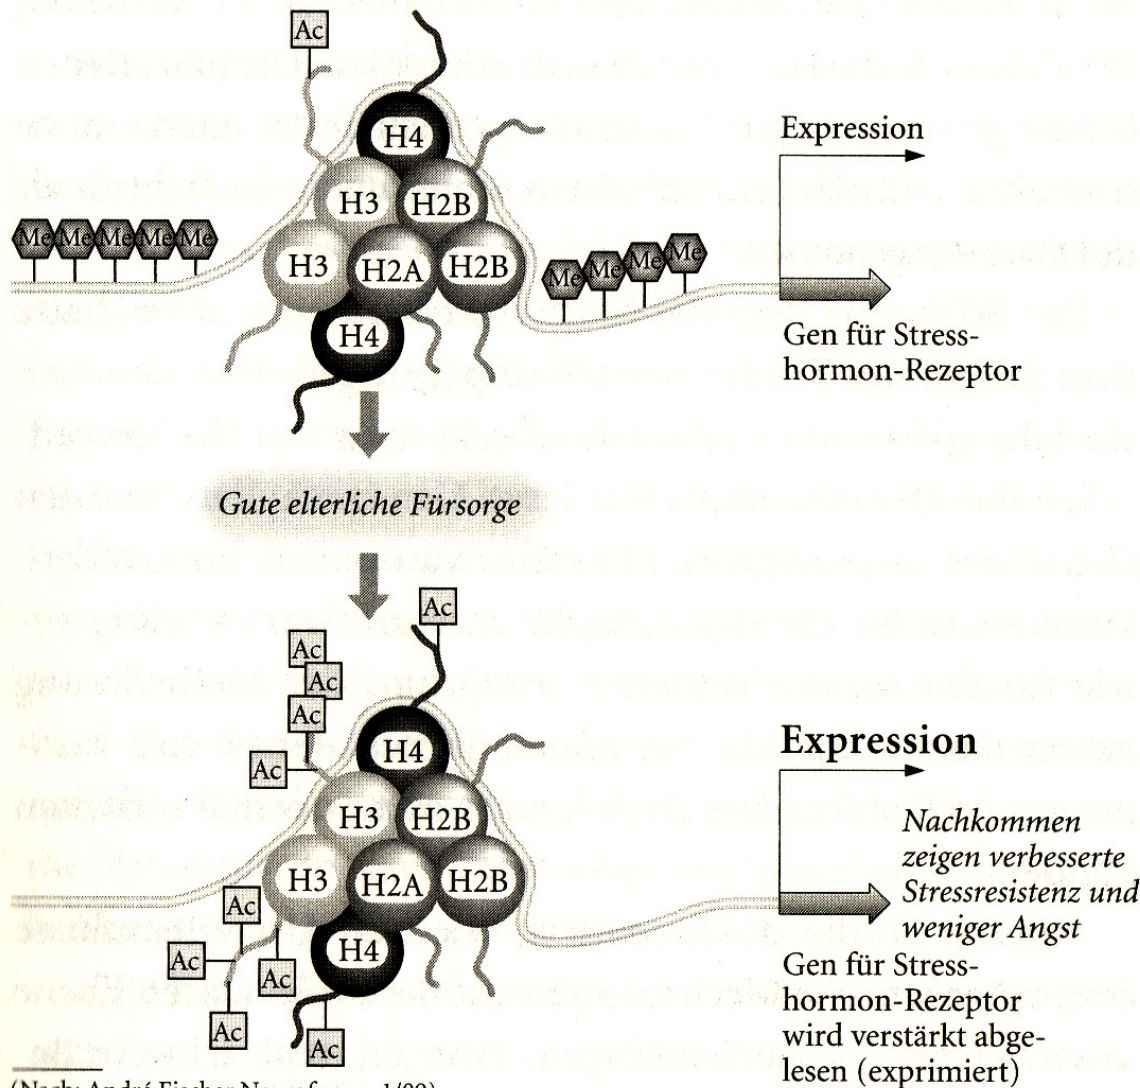 Ac
H4
Expression
H3 H2B
Me Me Me Me Me
H3 H2A H2B
Me Me Me Me
H4
Gen für Stress-
hormon-Rezeptor
Gute elterliche Fürsorge
Ac
Ac
Ac
Ac
Ac
H4
Expression
H3 H2B
Nachkommen
zeigen verbesserte
Stressresistenz und
weniger Angst
H3 H2A H2B
Ac
H4
Ac
Ac
Ac
Ac
Gen für Stress-
hormon-Rezeptor
wird verstärkt abge-
lesen (exprimiert)
(Nach: André Fischer